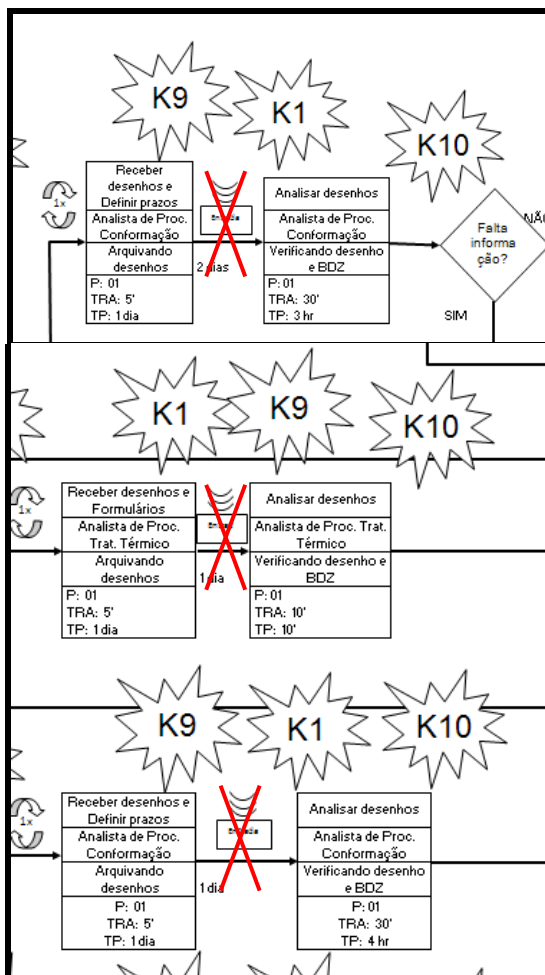 K9
K1
K10
1x
Receber
desenhos e
Definir prazos
Analista de Proc.
Conformação
Arquivando
desenhos
P: 01
TRA: 5'
TP: 1 dia
2 dias
Analisar desenhos
Analista de Proc.
Conformação
Verificando desenho
e BDZ
P: 01
TRA: 30'
TP: 3 hr
Falta
informa
ção?
NÃO
SIM
K1
K9
K10
1x
Receber desenhos e
Formulários
Analista de Proc.
Trat. Térmico
Arquivando
desenhos
P: 01
TRA: 5'
TP: 1 dia
1 dia
Analisar desenhos
Analista de Proc. Trat.
Térmico
Verificando desenho e
BDZ
P: 01
TRA: 10'
TP: 10'
K9
K1
K10
1x
Receber desenhos e
Definir prazos
Analista de Proc.
Conformação
Arquivando
desenhos
P: 01
TRA: 5'
TP: 1 dia
1 dia
Analisar desenhos
Analista de Proc.
Conformação
Verificando desenho
e BDZ
P: 01
TRA: 30'
TP: 4 hr